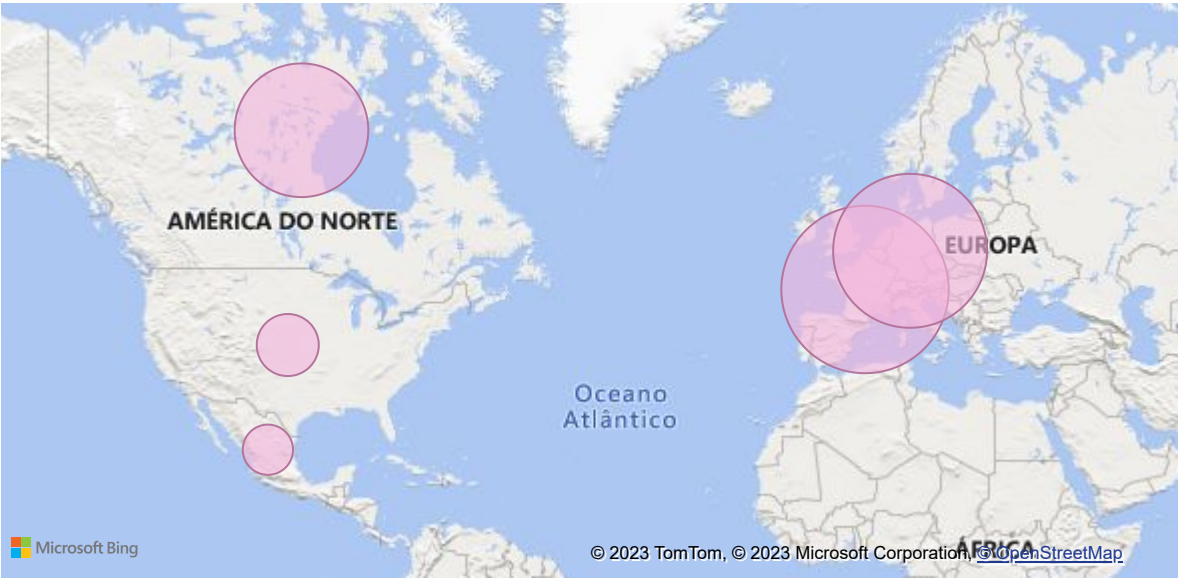 AMÉRICA DO NORTE
EUROPA
Oceano
Atlântico
ÁFRICA
Microsoft Bing
© 2023 TomTom, © 2023 Microsoft Corporation, © OpenStreetMap